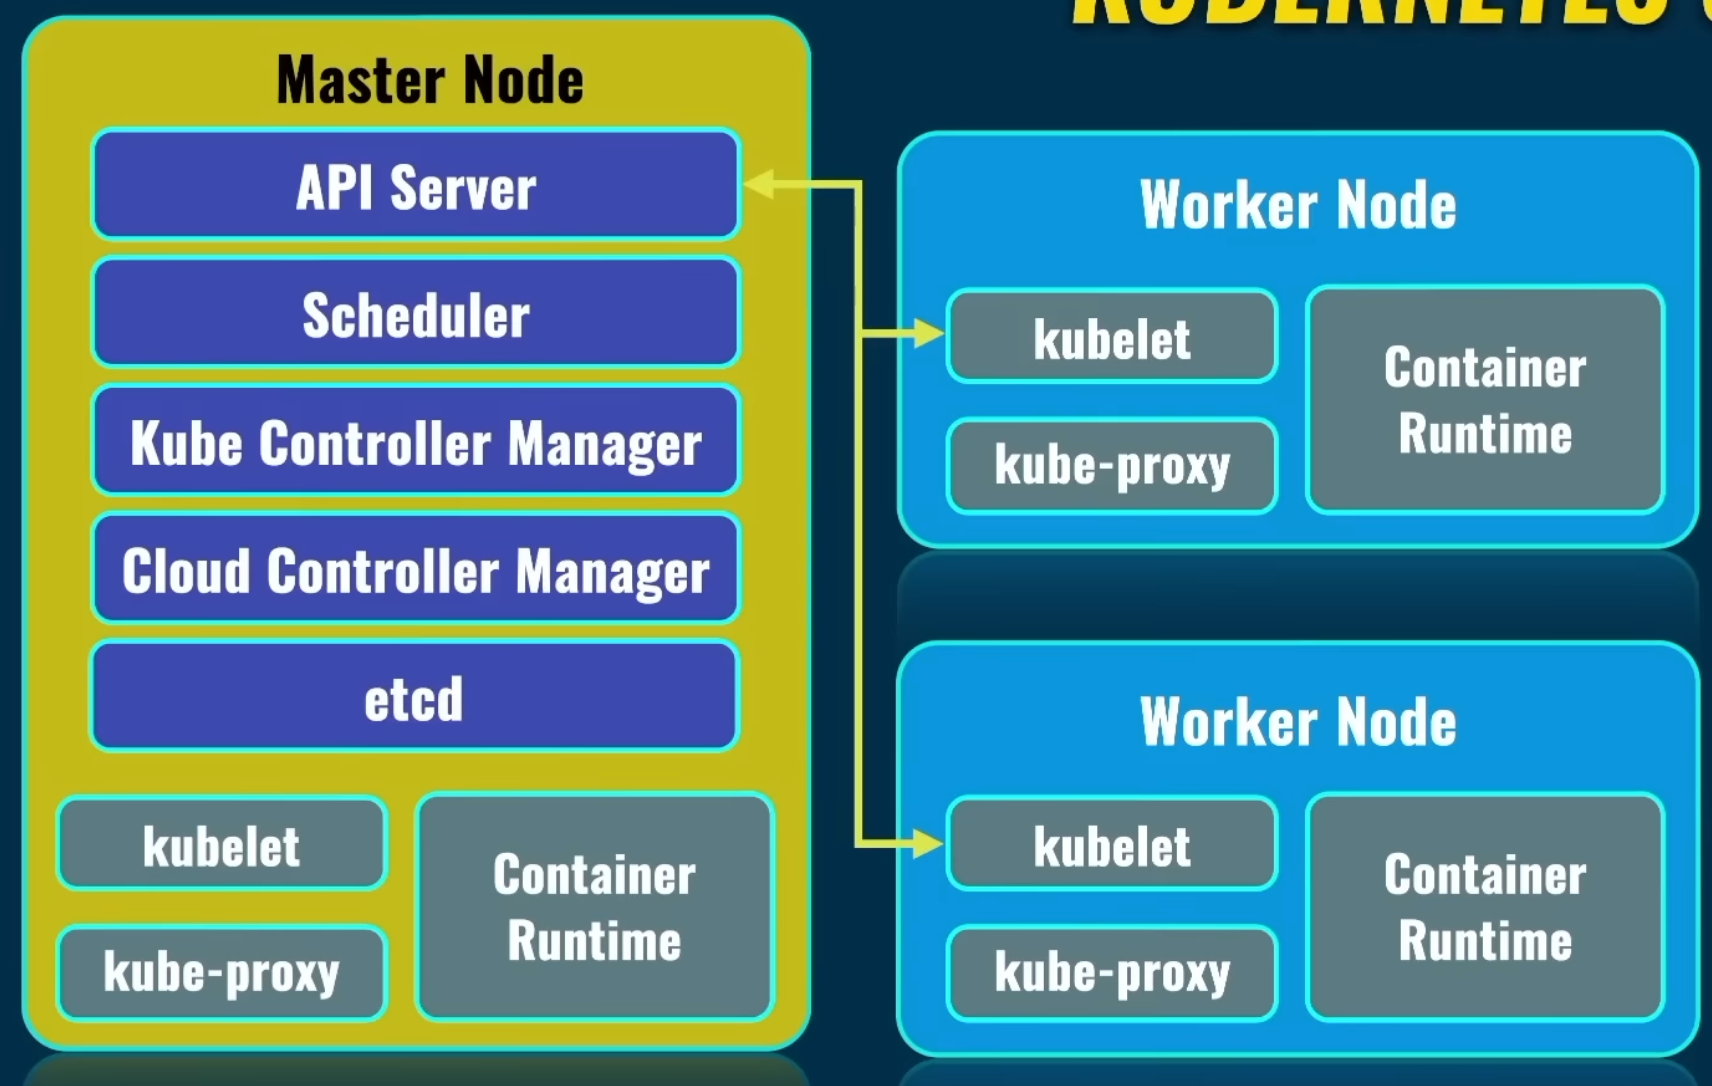 KUBERNETES
Master Node
API Server
Scheduler
Kube Controller Manager
Cloud Controller Manager
etcd
kubelet
kube-proxy
Container
Runtime
Worker Node
kubelet
kube-proxy
Container
Runtime
Worker Node
kubelet
kube-proxy
Container
Runtime